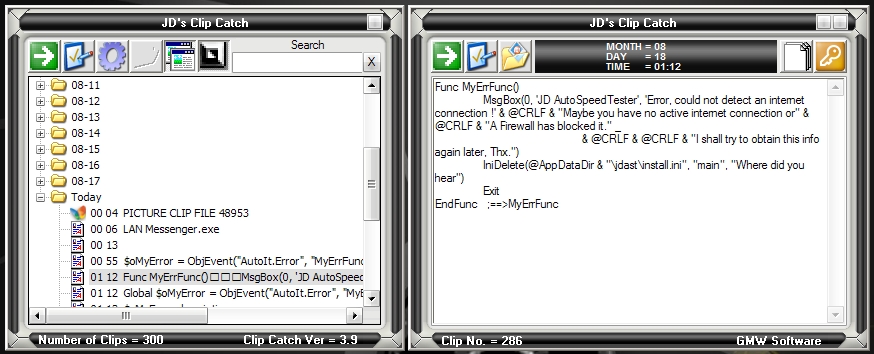 JD's Clip Catch
Search
X
08-11
08-12
08-13
08-14
08-15
08-16
08-17
Today
00 04 PICTURE CLIP FILE 48953
00 06 LAN Messenger.exe
00 13
00 55 $oMyError = ObjEvent("AutoIt.Error", "MyErrFunc
01 12 Func MyErrFunc()□□□MsgBox(0, 'JD AutoSpeed
01 12 Global $oMyError = ObjEvent("AutoIt.Error", "MyE
Number of Clips = 300
Clip Catch Ver = 3.9
JD's Clip Catch
MONTH = 08
DAY = 18
TIME = 01:12
Func MyErrFunc()
MsgBox(0, 'JD AutoSpeedTester', 'Error, could not detect an internet
connection !' & @CRLF & "Maybe you have no active internet connection or" &
@CRLF & "A Firewall has blocked it." _
& @CRLF & @CRLF & "I shall try to obtain this info
again later, Thx.")
IniDelete(@AppDataDir & "\jdast\install.ini", "main", "Where did you
hear")
Exit
EndFunc ;==>MyErrFunc
Clip No. = 286
GMW Software